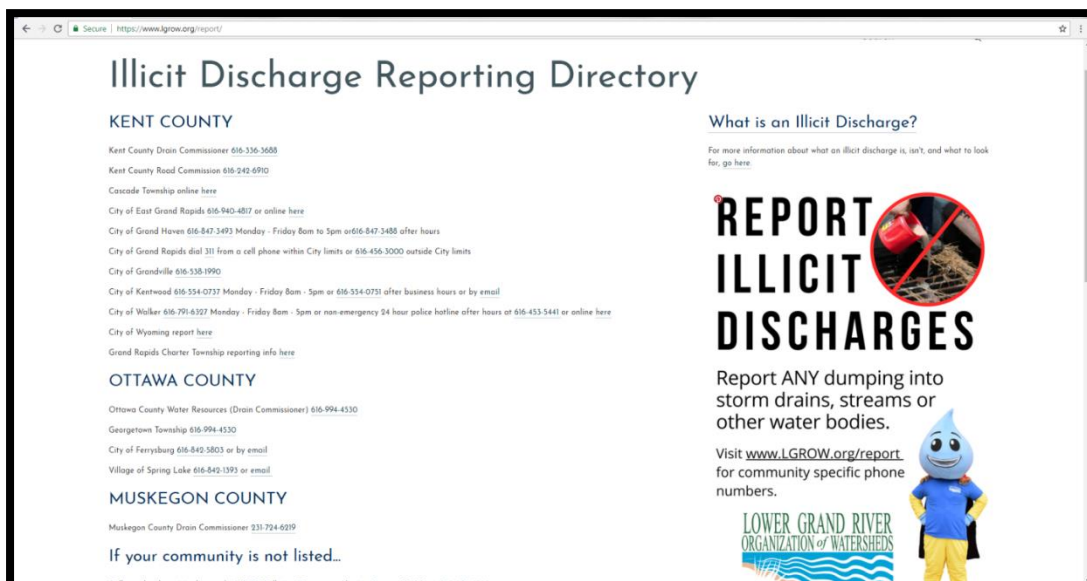 Secure | https://www.lgrow.org/report/
Illicit Discharge Reporting Directory
KENT COUNTY
Kent County Drain Commissioner 616-336-3688
Kent County Road Commission 616-242-6910
Cascade Township online here
City of East Grand Rapids 616-940-4817 or online here
City of Grand Haven 616-847-3493 Monday - Friday 8am to 5pm or616-847-3488 after hours
City of Grand Rapids dial 311 from a cell phone within City limits or 616-456-3000 outside City limits
City of Grandville 616-538-1990
City of Kentwood 616-554-0737 Monday - Friday 8am - 5pm or 616-554-0751 after business hours or by email
City of Walker 616-791-6327 Monday - Friday 8am - 5pm or non-emergency 24 hour police hotline after hours at 616-453-5441 or online here
City of Wyoming report here
Grand Rapids Charter Township reporting info here
OTTAWA COUNTY
Ottawa County Water Resources (Drain Commissioner) 616-994-4530
Georgetown Township 616-994-4530
City of Ferrysburg 616-842-5803 or by email
Village of Spring Lake 616-842-1393 or email
MUSKEGON COUNTY
Muskegon County Drain Commissioner 231-724-6219
If your community is not listed...
What is an Illicit Discharge?
For more information about what an illicit discharge is, isn't, and what to look
for, go here
REPORT
ILLICIT
DISCHARGES
Report ANY dumping into
storm drains, streams or
other water bodies.
Visit www.LGROW.org/report
for community specific phone
numbers.
LOWER GRAND RIVER
ORGANIZATION of WATERSHEDS